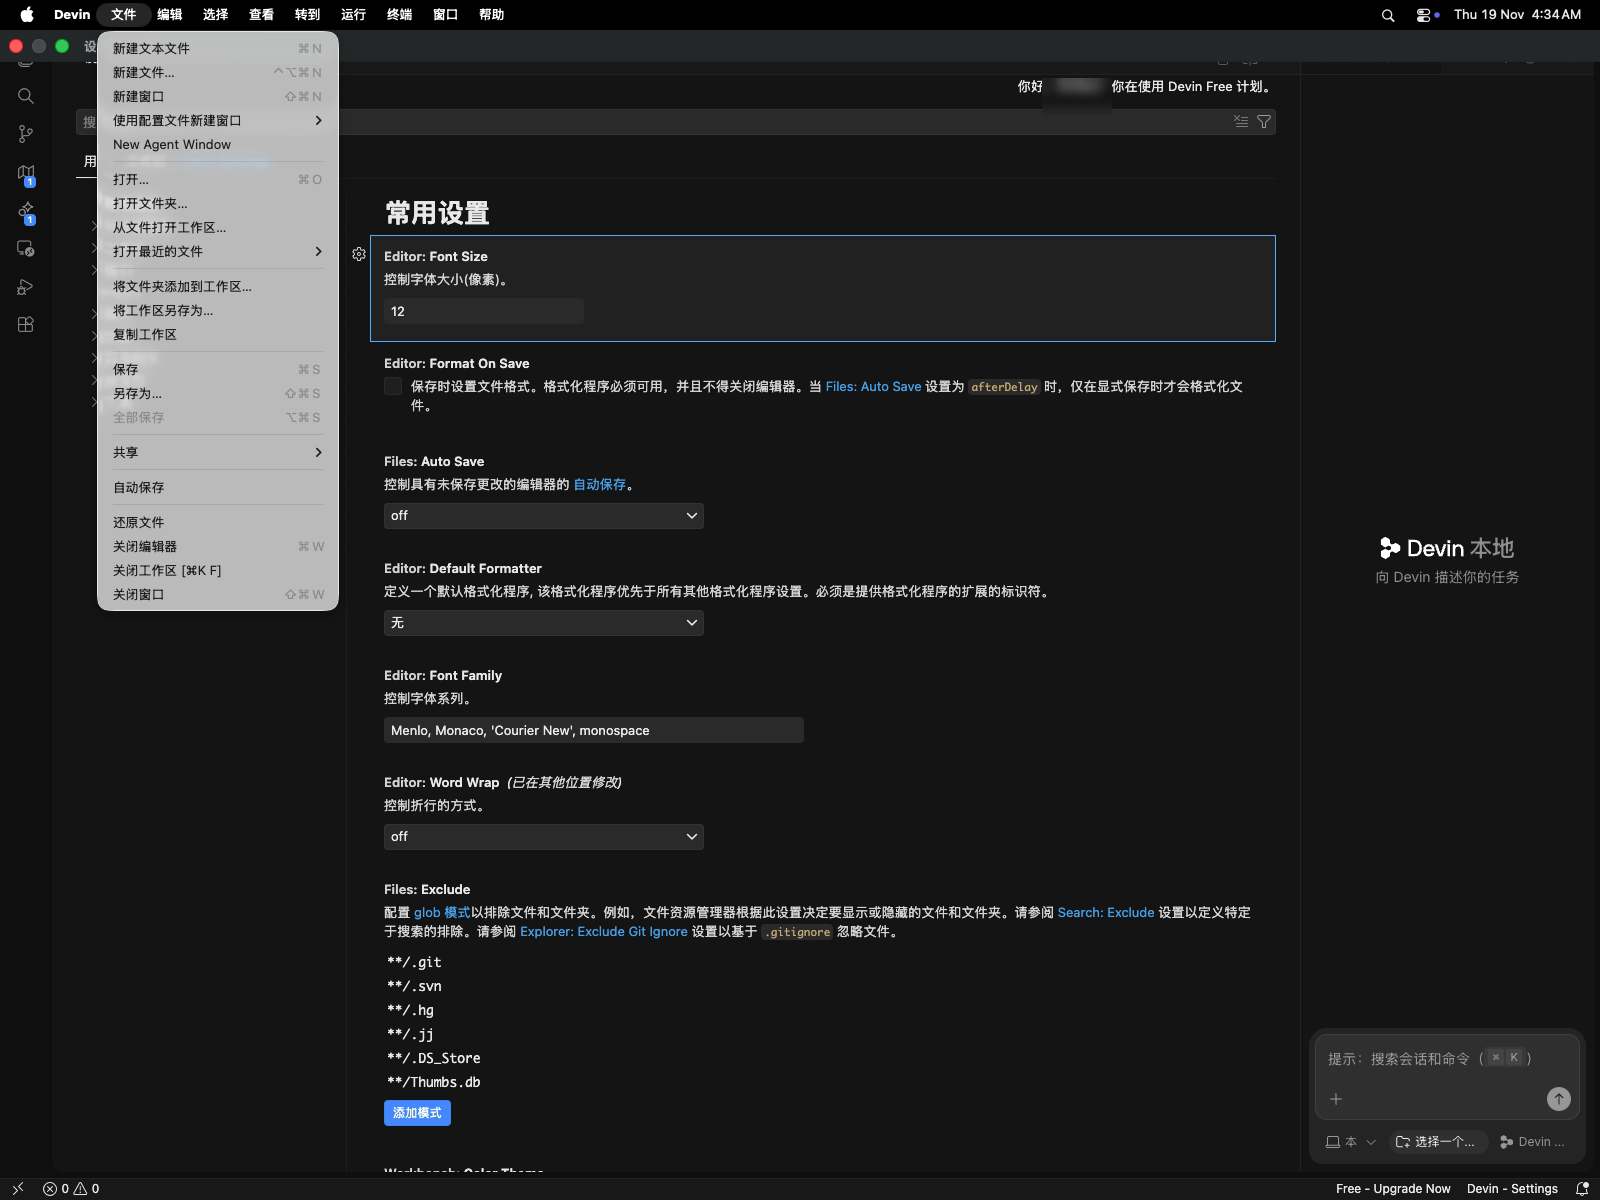 Devin 文件 编辑 选择 查看 转到 运行 终端 窗口 帮助
Thu 19 Nov 4:34AM
设
新建文本文件 ⌘ N
新建文件... ⌃⌥⌘ N
新建窗口 ⇧⌘ N
使用配置文件新建窗口
New Agent Window
打开... ⌘ O
打开文件夹...
从文件打开工作区...
打开最近的文件
将文件夹添加到工作区...
将工作区另存为...
复制工作区
保存 ⌘ S
另存为... ⇧⌘ S
全部保存 ⌥⌘ S
共享
自动保存
还原文件
关闭编辑器 ⌘ W
关闭工作区 [⌘K F]
关闭窗口 ⇧⌘ W
你好 你在使用 Devin Free 计划。
搜
用
1
1
常用设置
Editor: Font Size
控制字体大小(像素)。
12
Editor: Format On Save
保存时设置文件格式。格式化程序必须可用，并且不得关闭编辑器。当 Files: Auto Save 设置为 afterDelay 时，仅在显式保存时才会格式化文
件。
Files: Auto Save
控制具有未保存更改的编辑器的 自动保存。
off
Editor: Default Formatter
定义一个默认格式化程序, 该格式化程序优先于所有其他格式化程序设置。必须是提供格式化程序的扩展的标识符。
无
Editor: Font Family
控制字体系列。
Menlo, Monaco, 'Courier New', monospace
Editor: Word Wrap (已在其他位置修改)
控制折行的方式。
off
Files: Exclude
配置 glob 模式以排除文件和文件夹。例如，文件资源管理器根据此设置决定要显示或隐藏的文件和文件夹。请参阅 Search: Exclude 设置以定义特定
于搜索的排除。请参阅 Explorer: Exclude Git Ignore 设置以基于 .gitignore 忽略文件。
**/.git
**/.svn
**/.hg
**/.jj
**/.DS_Store
**/Thumbs.db
添加模式
Workbench: Color Theme
Devin 本地
向 Devin 描述你的任务
提示：搜索会话和命令 ( ⌘ K )
本 选择一个... Devin ...
0 0
Free - Upgrade Now Devin - Settings